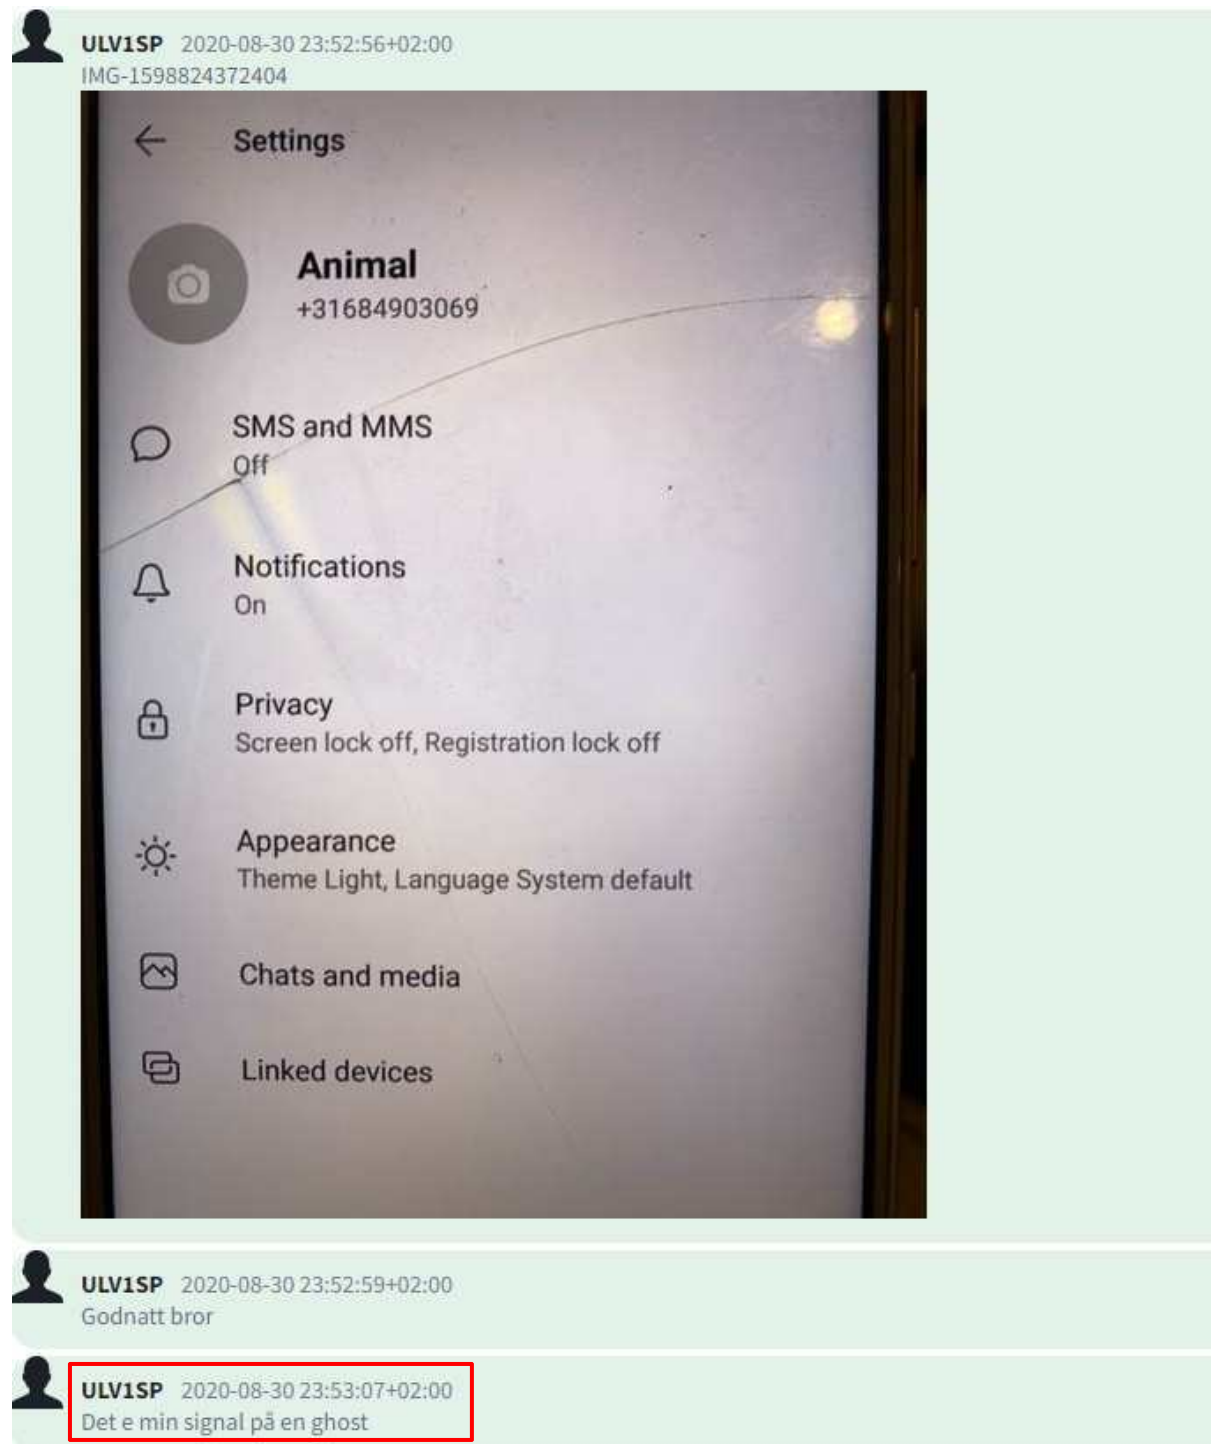 ULV1SP 2020-08-30 23:52:56+02:00
IMG-1598824372404
Settings
Animal
+31684903069
SMS and MMS
Off
Notifications
On
Privacy
Screen lock off, Registration lock off
Appearance
Theme Light, Language System default
Chats and media
Linked devices
ULV1SP 2020-08-30 23:52:59+02:00
Godnatt bror
ULV1SP 2020-08-30 23:53:07+02:00
Det e min signal på en ghost